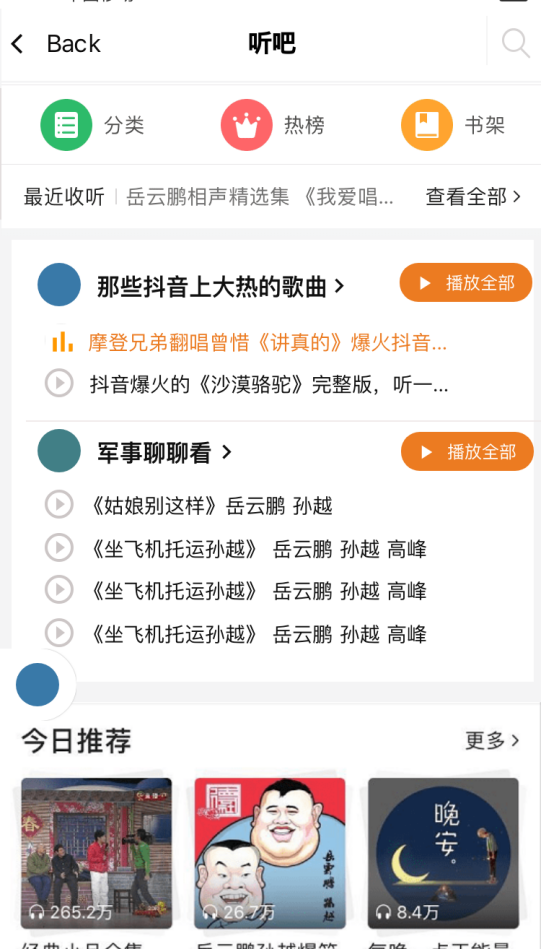 Back
听吧
分类
热榜
书架
最近收听
岳云鹏相声精选集 《我爱唱...
查看全部
那些抖音上大热的歌曲
播放全部
摩登兄弟翻唱曾惜《讲真的》爆火抖音...
抖音爆火的《沙漠骆驼》完整版，听一...
军事聊聊看
播放全部
《姑娘别这样》岳云鹏 孙越
《坐飞机托运孙越》 岳云鹏 孙越 高峰
《坐飞机托运孙越》 岳云鹏 孙越 高峰
《坐飞机托运孙越》 岳云鹏 孙越 高峰
今日推荐
更多
春
265.2万
岳云鹏 孙越
26.7万
晚安。
8.4万